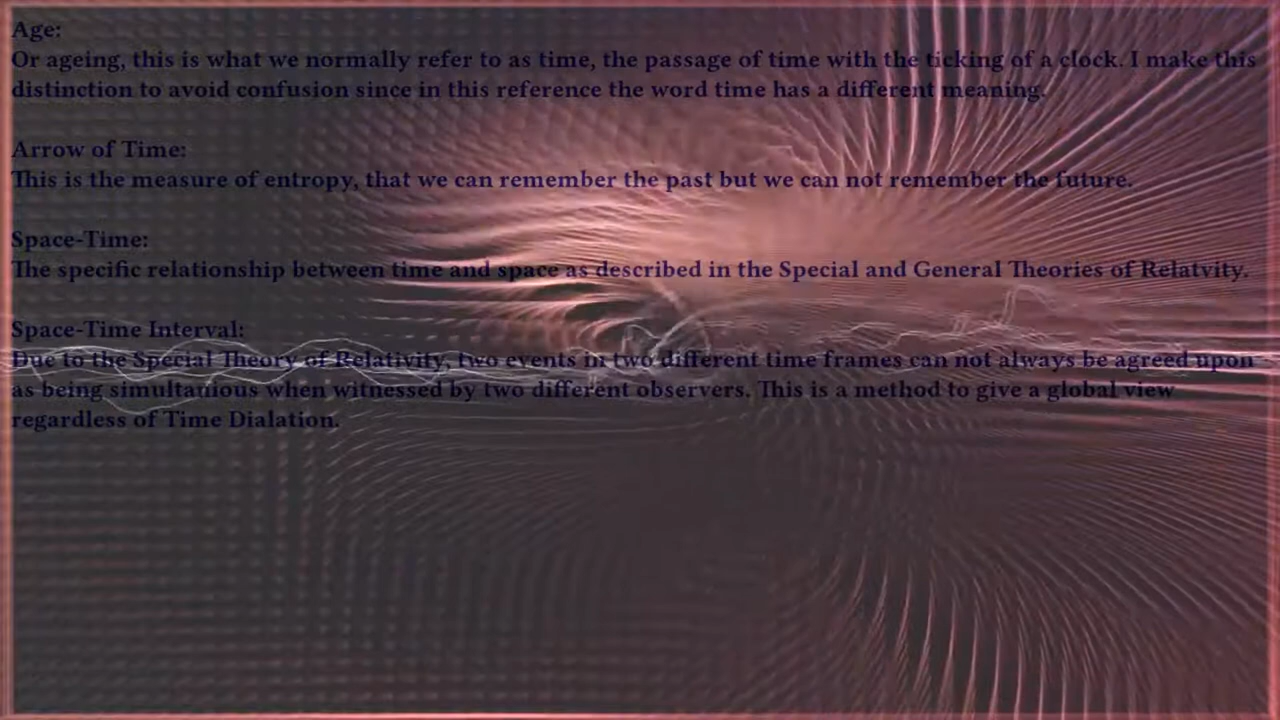 Age:
Or ageing, this is what we normally refer to as time, the passage of time with the ticking of a clock. I make this
distinction to avoid confusion since in this reference the word time has a different meaning.
Arrow of Time:
This is the measure of entropy, that we can remember the past but we can not remember the future.
Space-Time:
The specific relationship between time and space as described in the Special and General Theories of Relatvity.
Space-Time Interval:
Due to the Special Theory of Relativity, two events in two different time frames can not always be agreed upon
as being simultanious when witnessed by two different observers. This is a method to give a global view
regardless of Time Dialation.